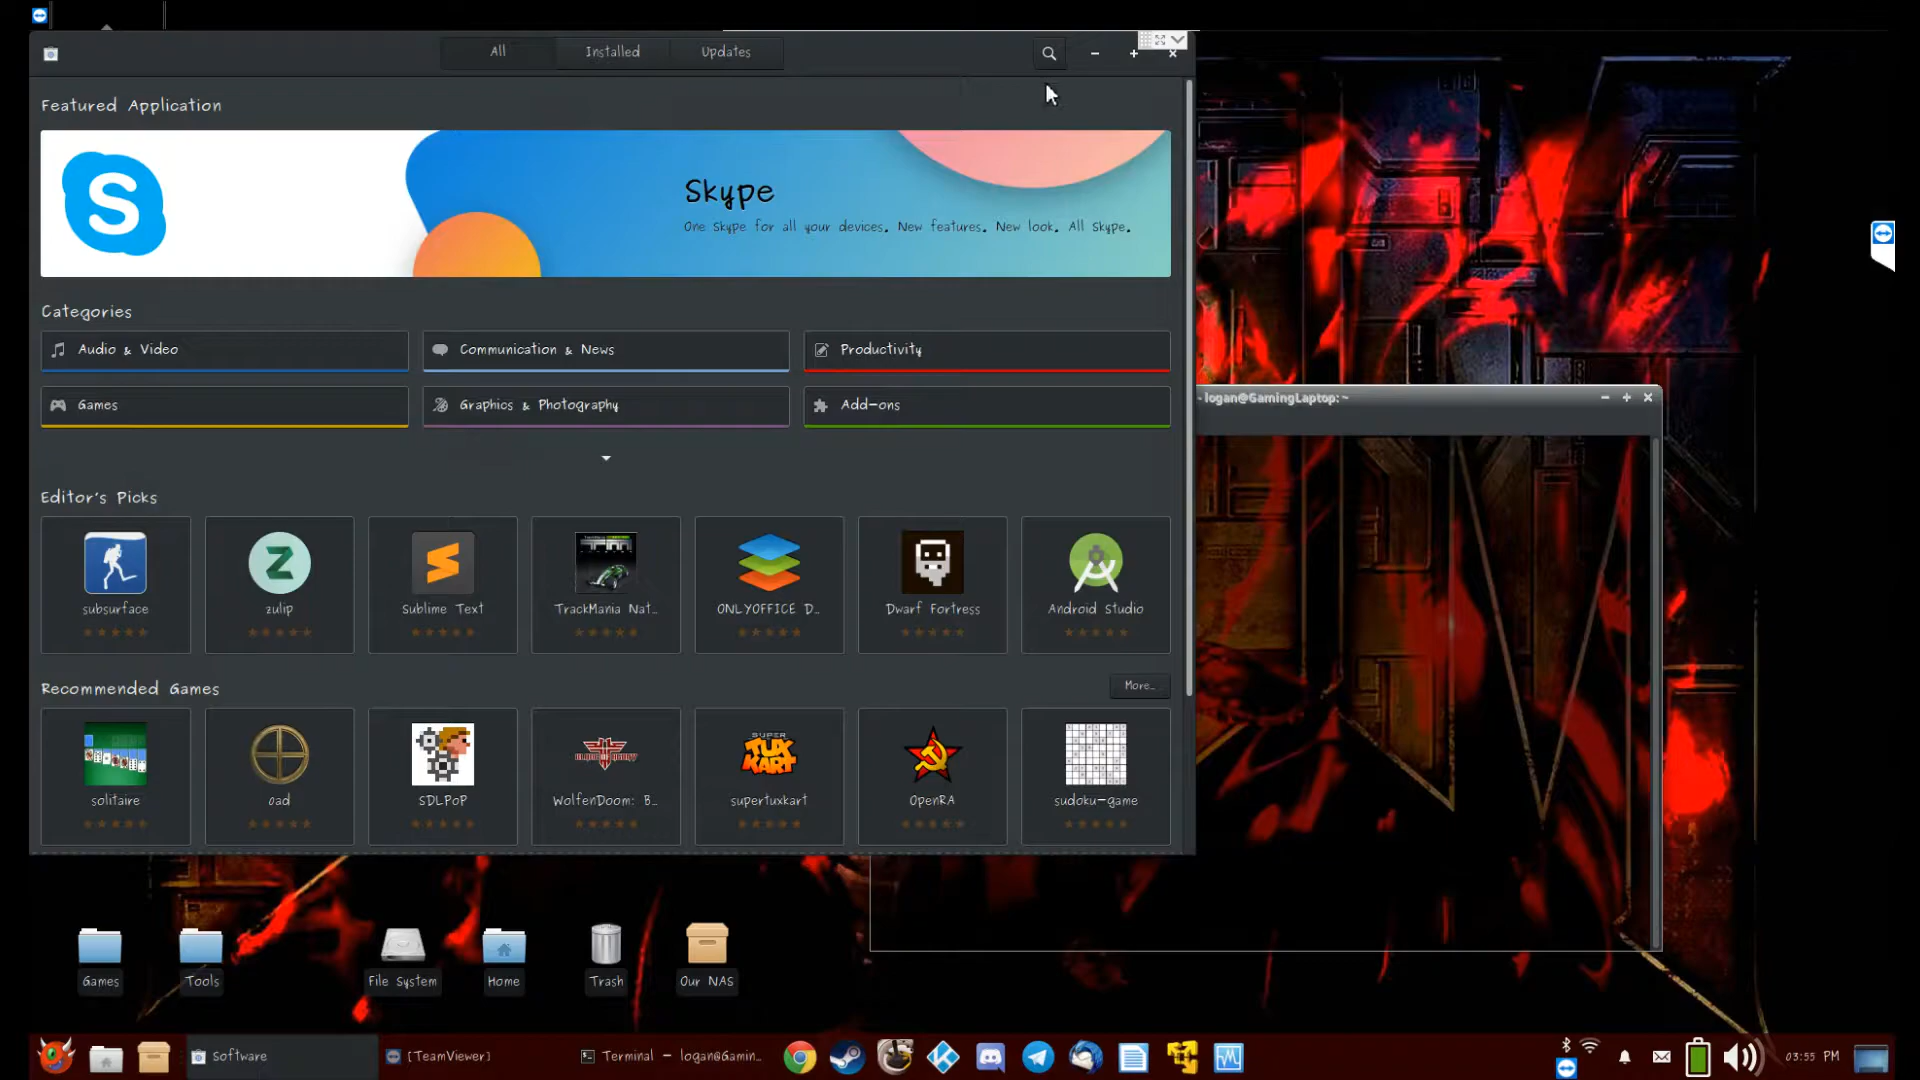 All Installed Updates
Featured Application
Skype
One Skype for all your devices. New features. New look. All Skype.
Categories
Audio & Video Communication & News Productivity
Games Graphics & Photography Add-ons
- logan@GamingLaptop: ~
Editor's Picks
subsurface zulip Sublime Text TrackMania Nat... ONLYOFFICE D... Dwarf Fortress Android Studio
Recommended Games More...
solitaire 0ad SDLPoP WolfenDoom: B... supertuxkart OpenRA sudoku-game
Games Tools File System Home Trash Our NAS
Software [TeamViewer] Terminal - logan@Gamin... 03:55 PM